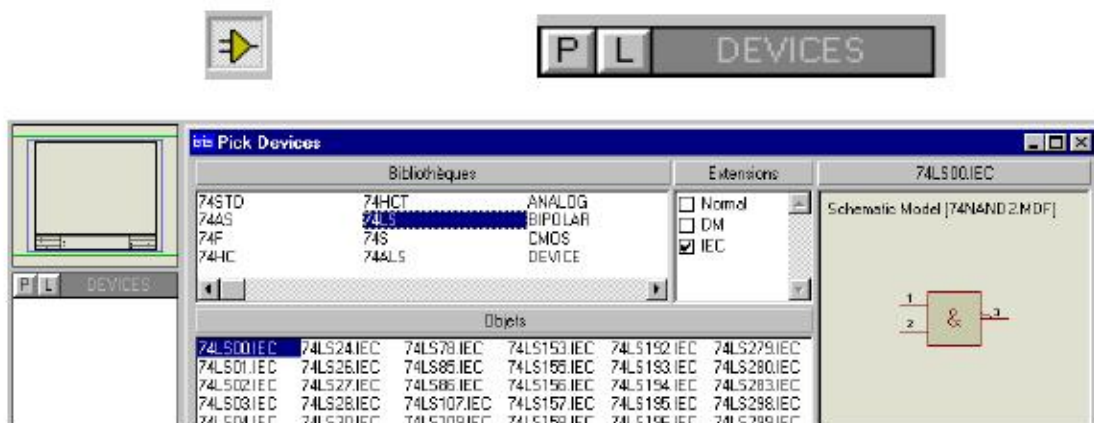 P L DEVICES
isis Pick Devices
Bibliothèques
Extensions
74LS00.IEC
74STD 74HCT ANALOG
74AS 74LS BIPOLAR
74F 74S CMOS
74HC 74ALS DEVICE
Normal
DM
IEC
Schematic Model [74NAND2.MDF]
1
2
&
3
P L DEVICES
Objets
74LS00.IEC 74LS24.IEC 74LS78.IEC 74LS153.IEC 74LS192.IEC 74LS279.IEC
74LS01.IEC 74LS26.IEC 74LS85.IEC 74LS155.IEC 74LS193.IEC 74LS280.IEC
74LS02.IEC 74LS27.IEC 74LS86.IEC 74LS156.IEC 74LS194.IEC 74LS283.IEC
74LS03.IEC 74LS28.IEC 74LS107.IEC 74LS157.IEC 74LS195.IEC 74LS298.IEC